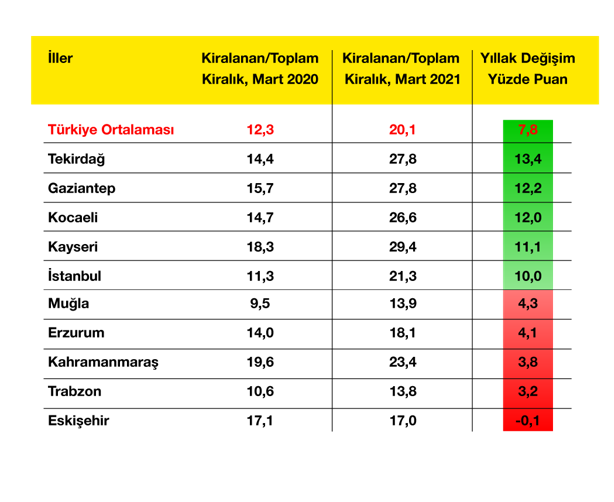 İller Kiralanan/Toplam Kiralanan/Toplam Yıllak Değişim
Kiralık, Mart 2020 Kiralık, Mart 2021 Yüzde Puan
Türkiye Ortalaması 12,3 20,1 7,8
Tekirdağ 14,4 27,8 13,4
Gaziantep 15,7 27,8 12,2
Kocaeli 14,7 26,6 12,0
Kayseri 18,3 29,4 11,1
İstanbul 11,3 21,3 10,0
Muğla 9,5 13,9 4,3
Erzurum 14,0 18,1 4,1
Kahramanmaraş 19,6 23,4 3,8
Trabzon 10,6 13,8 3,2
Eskişehir 17,1 17,0 -0,1